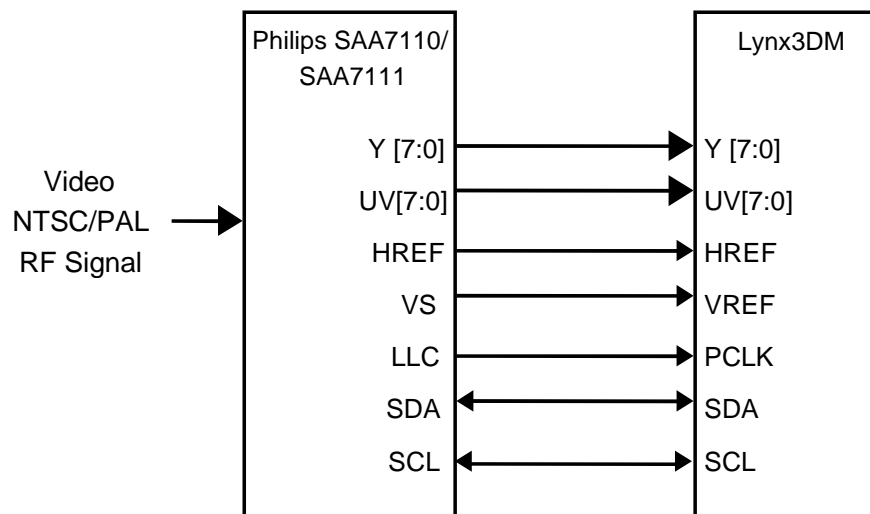 Philips SAA7110/
SAA7111
Lynx3DM
Video
NTSC/PAL
RF Signal
Y [7:0]
UV[7:0]
HREF
VS
LLC
SDA
SCL
Y [7:0]
UV[7:0]
HREF
VREF
PCLK
SDA
SCL